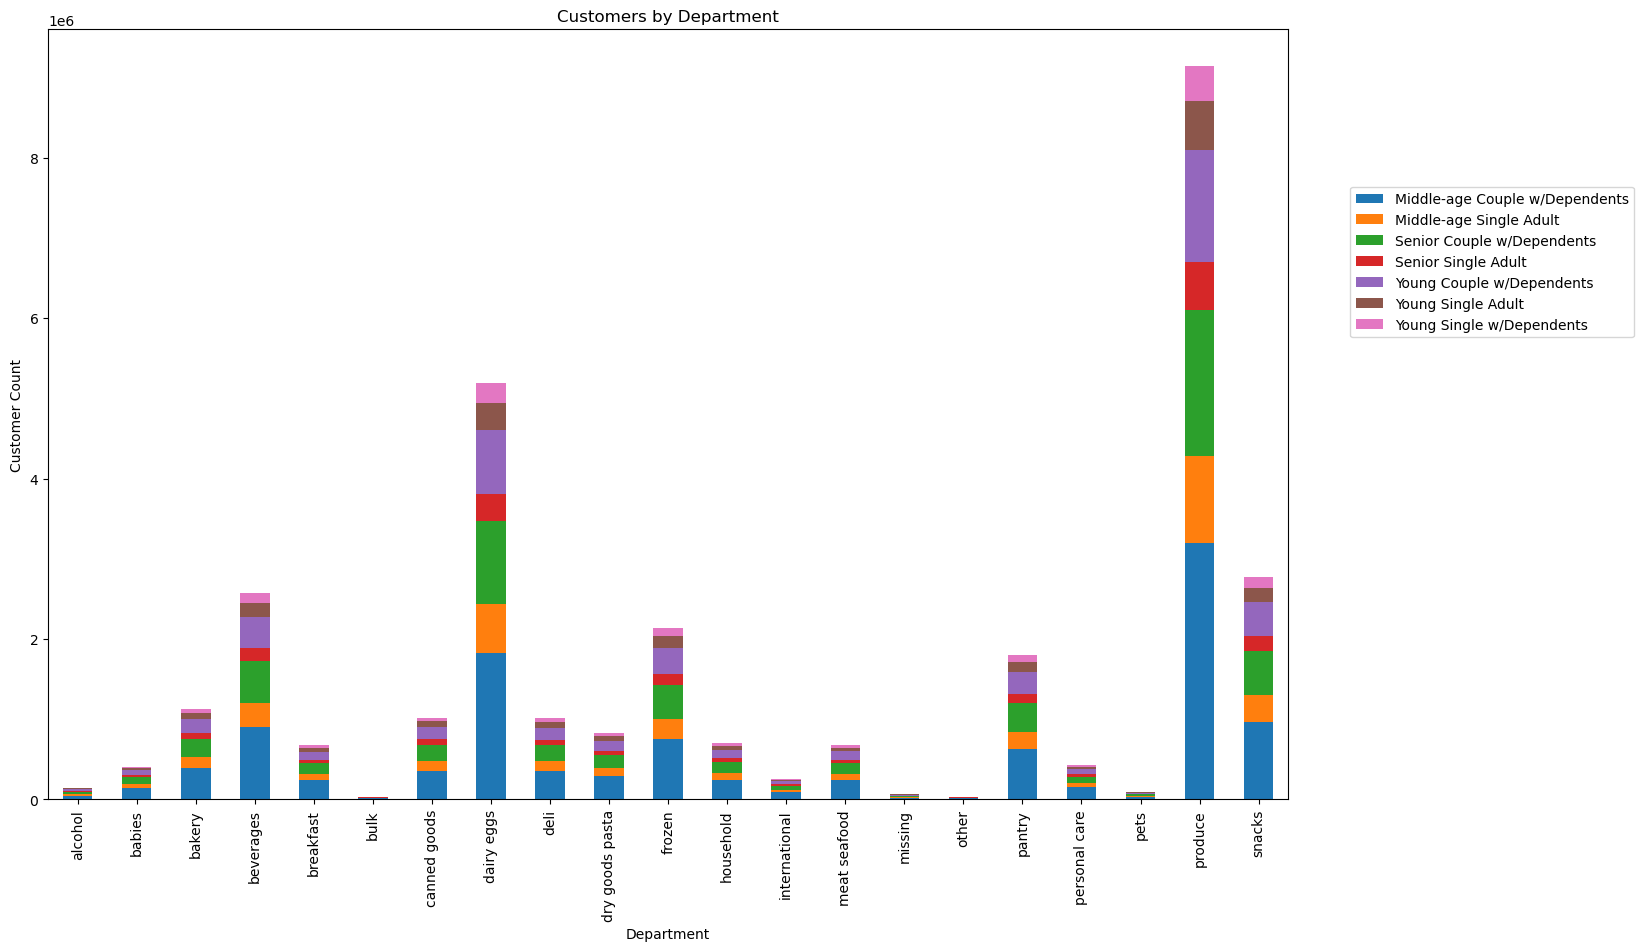 Customers by Department
1e6
8
6
4
2
0
Customer Count
alcohol
babies
bakery
beverages
breakfast
bulk
canned goods
dairy eggs
deli
dry goods pasta
frozen
household
international
meat seafood
missing
other
pantry
personal care
pets
produce
snacks
Department
Middle-age Couple w/Dependents
Middle-age Single Adult
Senior Couple w/Dependents
Senior Single Adult
Young Couple w/Dependents
Young Single Adult
Young Single w/Dependents